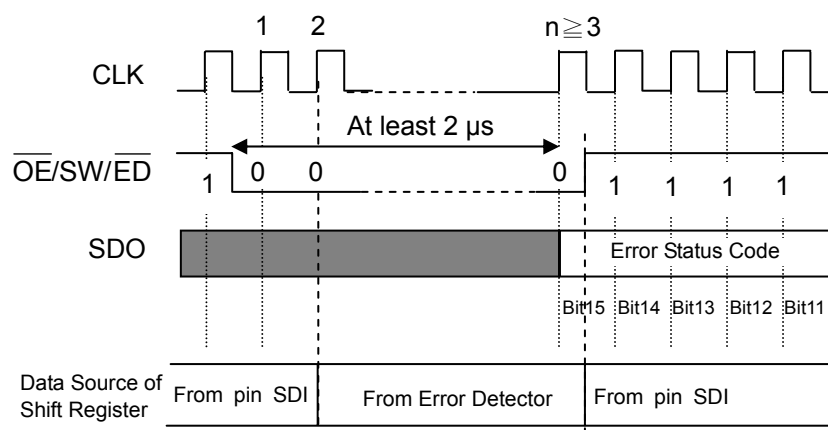 1 2 n≧3
CLK
At least 2 µs
OE/SW/ED
1 0 0 0 1 1 1 1
SDO
Error Status Code
Bit15 Bit14 Bit13 Bit12 Bit11
Data Source of
Shift Register
From pin SDI From Error Detector From pin SDI